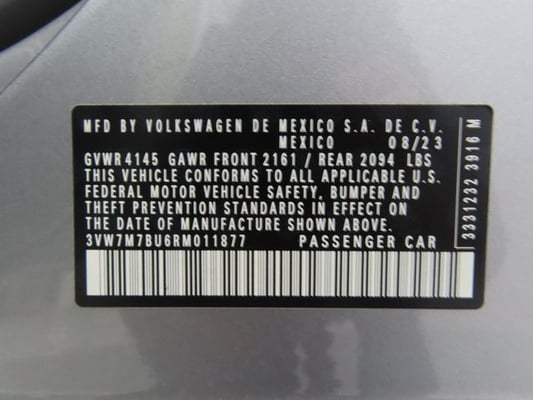 MFD BY VOLKSWAGEN DE MEXICO S.A. DE C.V.
MEXICO 08/23
GVWR 4145 GAWR FRONT 2161 / REAR 2094 LBS
THIS VEHICLE CONFORMS TO ALL APPLICABLE
FEDERAL MOTOR VEHICLE SAFETY, BUMPER AND
THEFT PREVENTION STANDARDS IN EFFECT ON
THE DATE OF MANUFACTURE SHOWN ABOVE.
3VW7M7BU6RM011877 PASSENGER CAR
3331232 3916 M